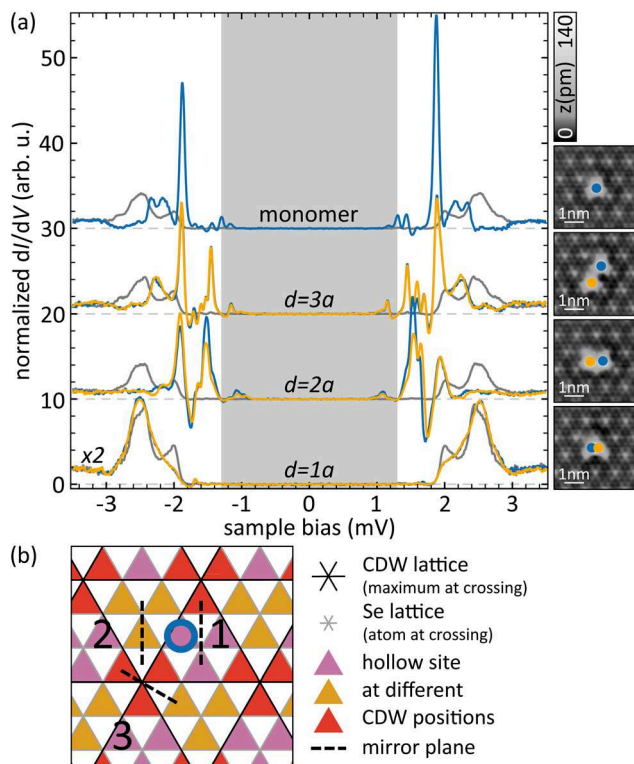 (a)
normalized dI/dV (arb. u.)
50
40
30
20
10
0
monomer
d=3a
d=2a
d=1a
x2
-3
-2
-1
0
1
2
3
sample bias (mV)
0 z(pm) 140
1nm
1nm
1nm
1nm
(b)
1
2
3
CDW lattice
(maximum at crossing)
Se lattice
(atom at crossing)
hollow site
at different
CDW positions
mirror plane